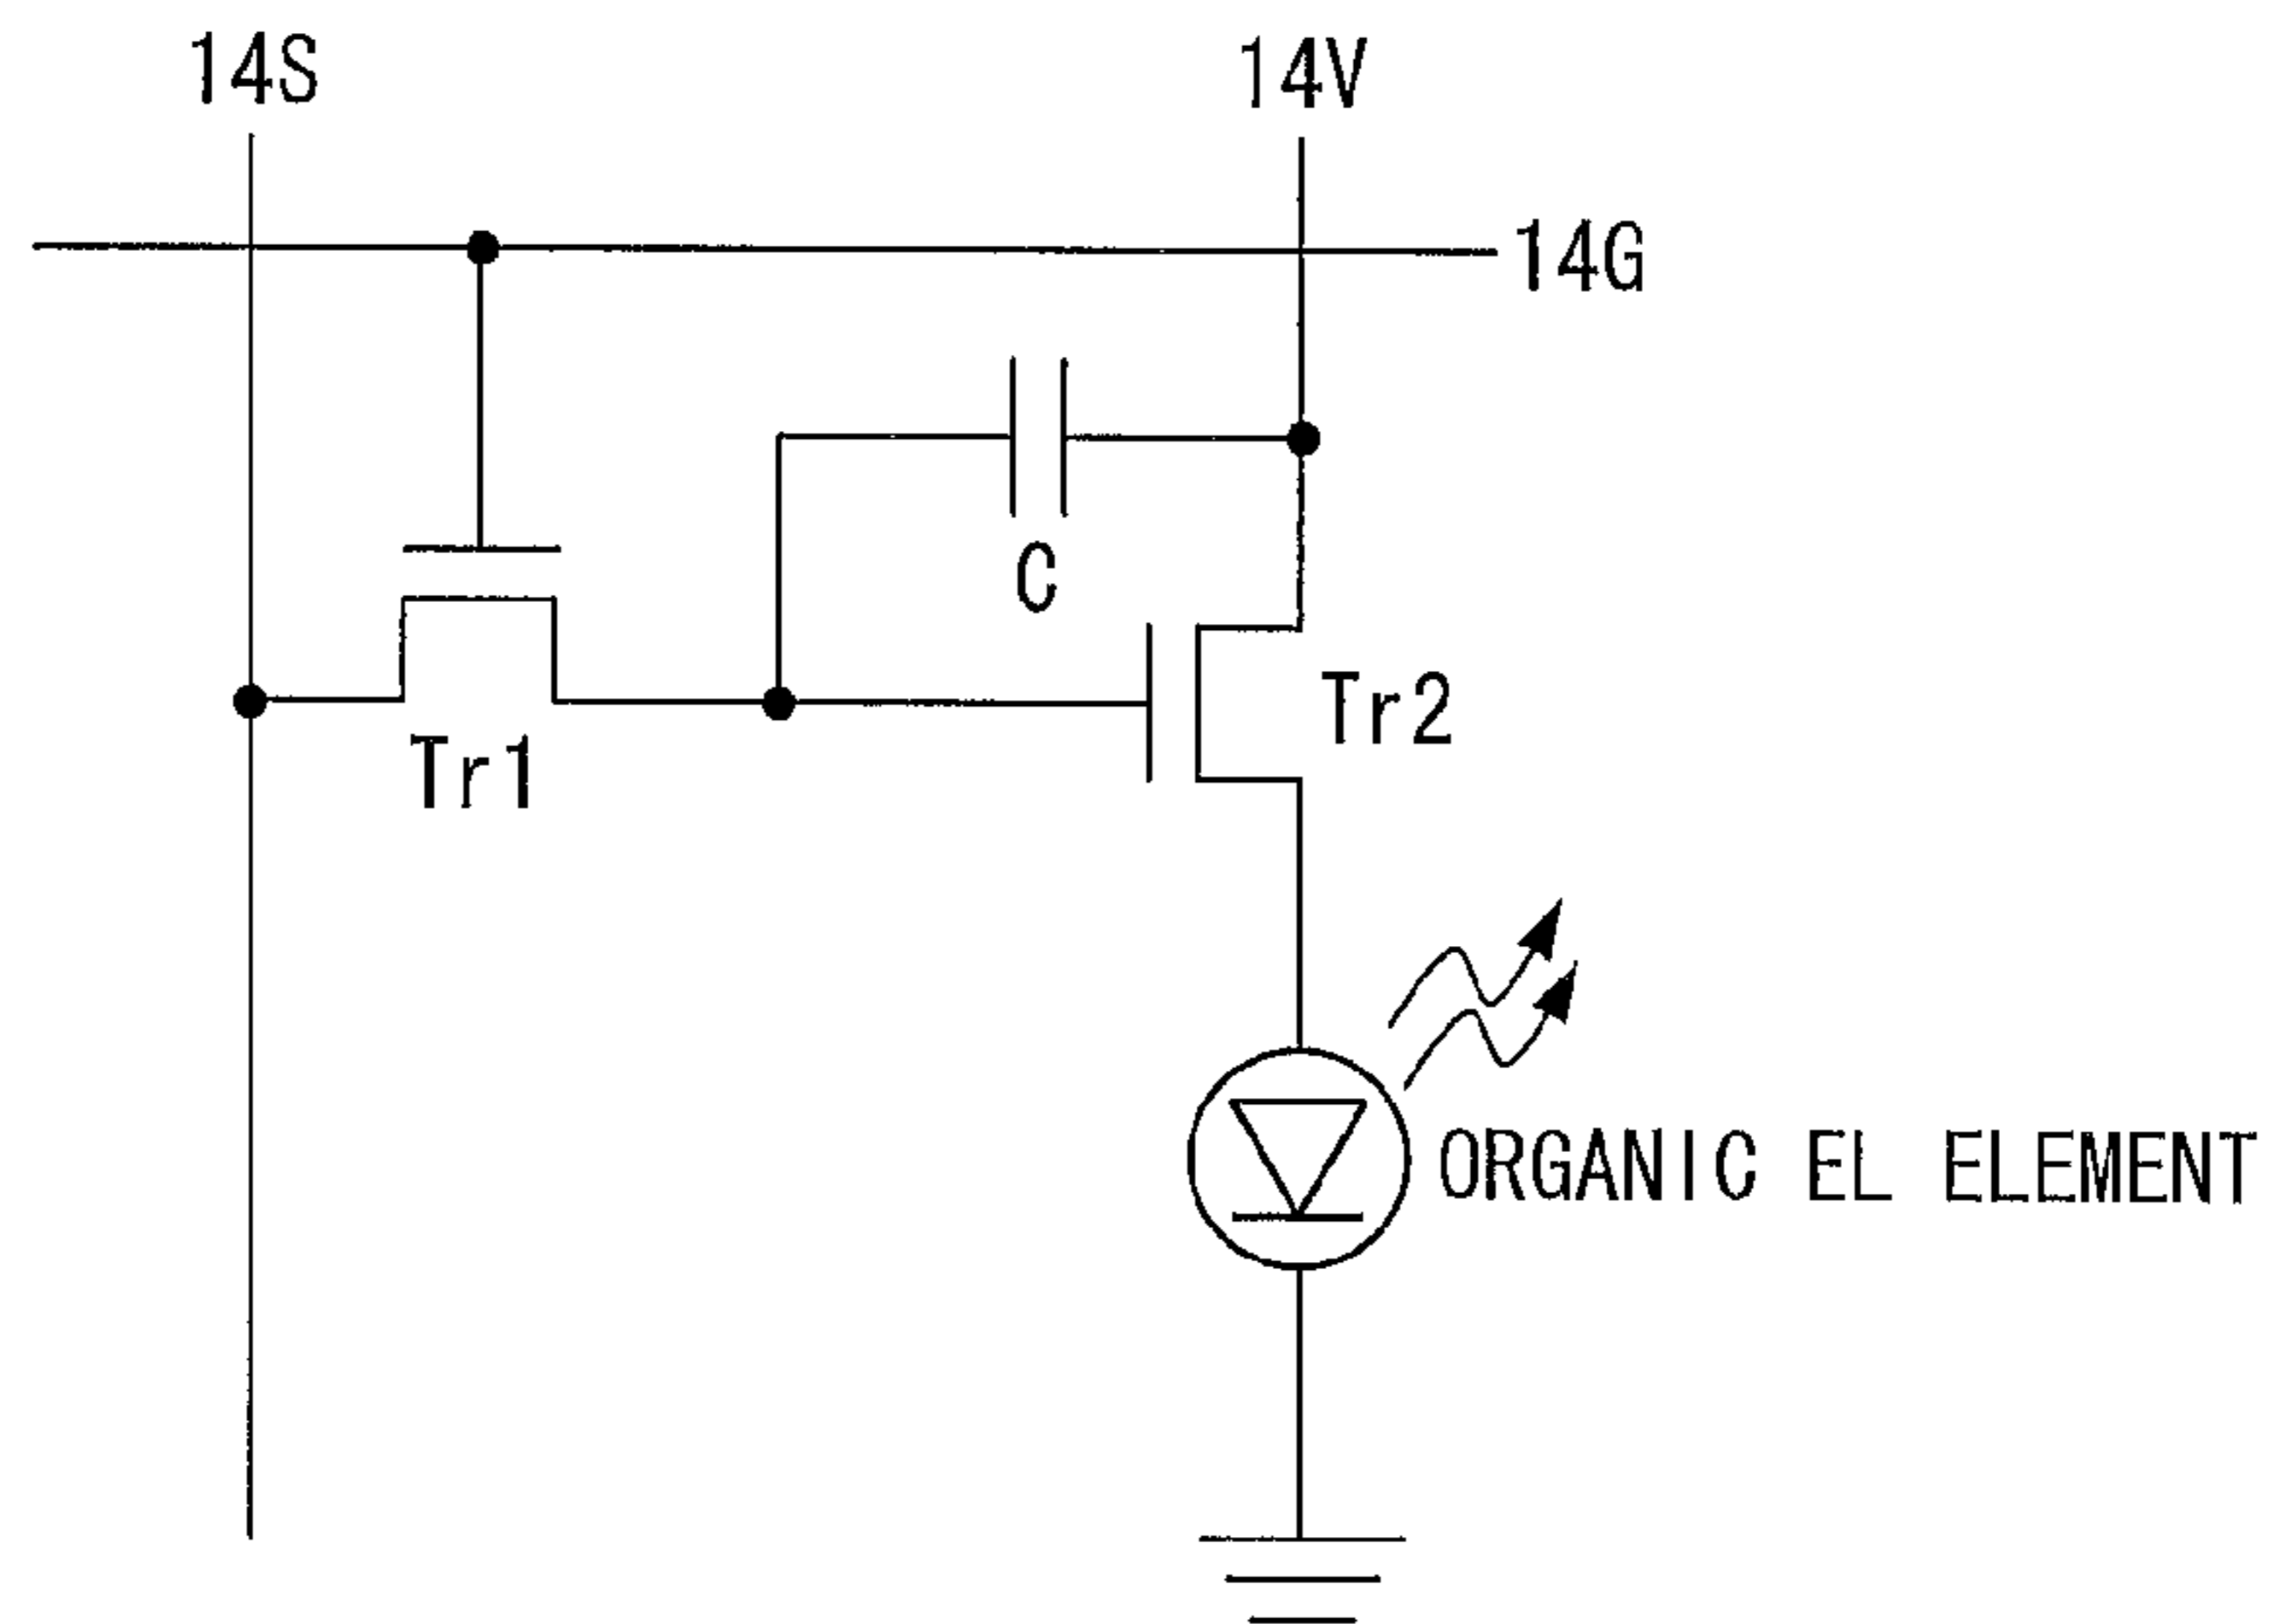 14S
14V
14G
C
Tr2
Tr1
ORGANIC EL ELEMENT